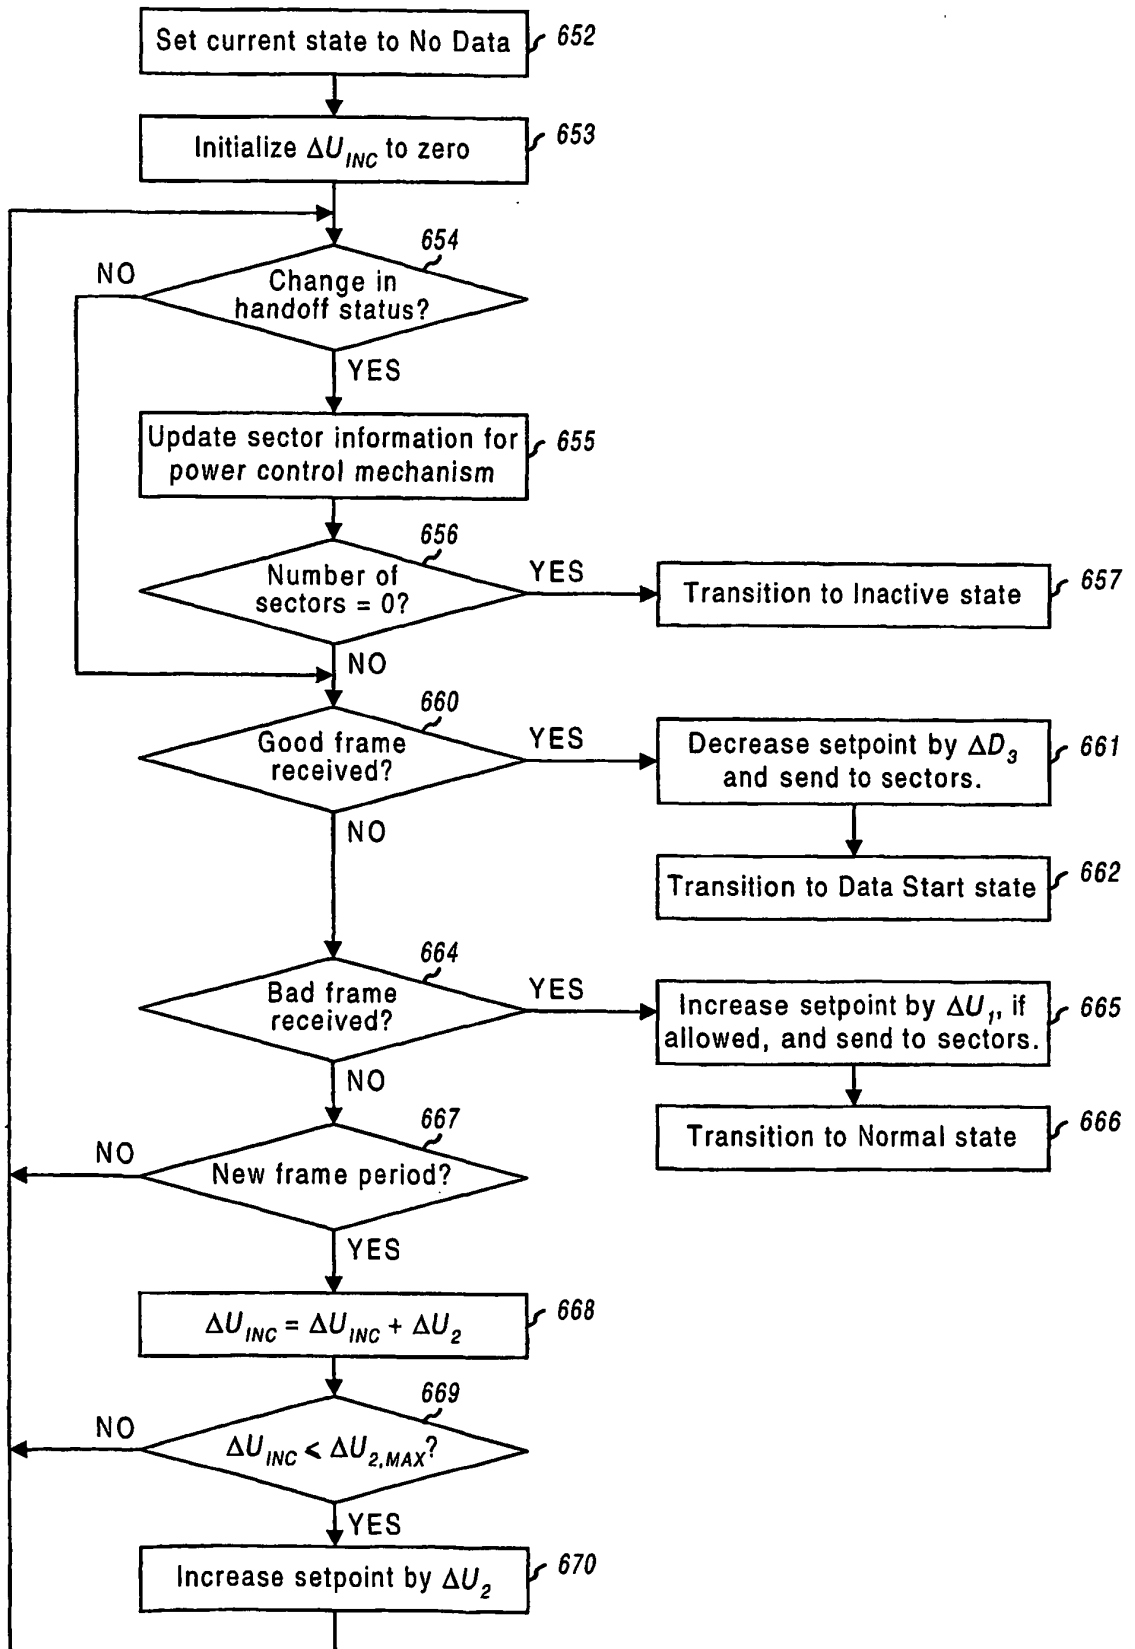 Set current state to No Data
652
Initialize ΔU_INC to zero
653
654
NO
Change in
handoff status?
YES
Update sector information for
power control mechanism
655
656
Number of
sectors = 0?
YES
Transition to Inactive state
657
NO
660
Good frame
received?
YES
Decrease setpoint by ΔD_3
and send to sectors.
661
NO
Transition to Data Start state
662
664
Bad frame
received?
YES
Increase setpoint by ΔU_1, if
allowed, and send to sectors.
665
NO
Transition to Normal state
666
667
NO
New frame period?
YES
ΔU_INC = ΔU_INC + ΔU_2
668
669
NO
ΔU_INC < ΔU_2,MAX?
YES
Increase setpoint by ΔU_2
670